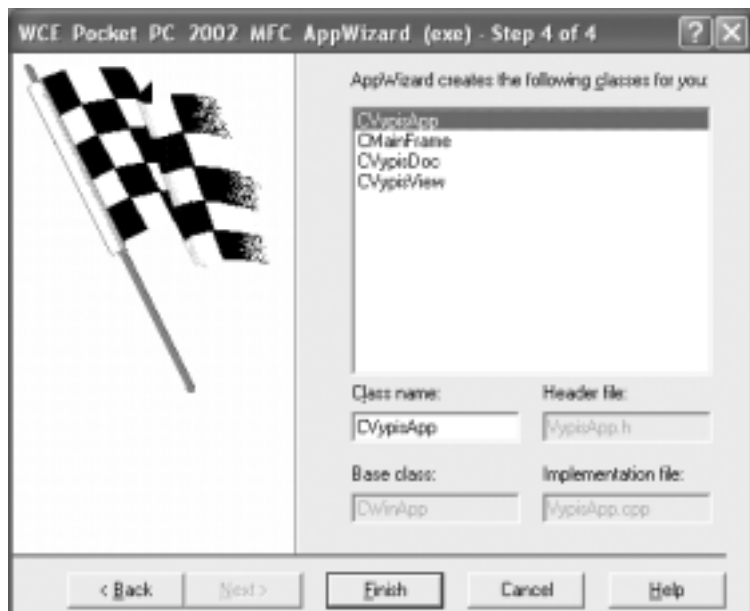 WCE Pocket PC 2002 MFC AppWizard (exe) - Step 4 of 4
AppWizard creates the following classes for you:
CVypisApp
CMainFrame
CVypisDoc
CVypisView
Class name:
Header file:
CVypisApp
VypisApp.h
Base class:
Implementation file:
CWinApp
VypisApp.cpp
< Back
Next >
Finish
Cancel
Help